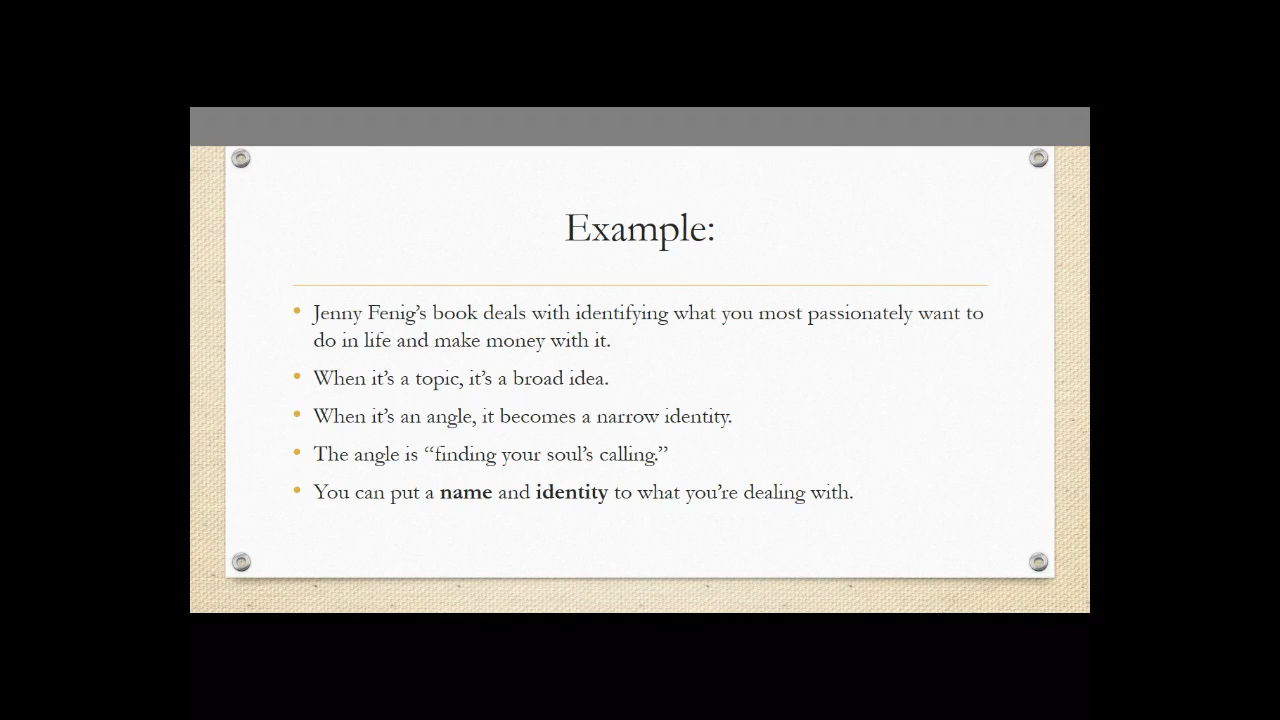 Example:
• Jenny Fenig’s book deals with identifying what you most passionately want to
do in life and make money with it.
• When it’s a topic, it’s a broad idea.
• When it’s an angle, it becomes a narrow identity.
• The angle is “finding your soul’s calling.”
• You can put a name and identity to what you’re dealing with.